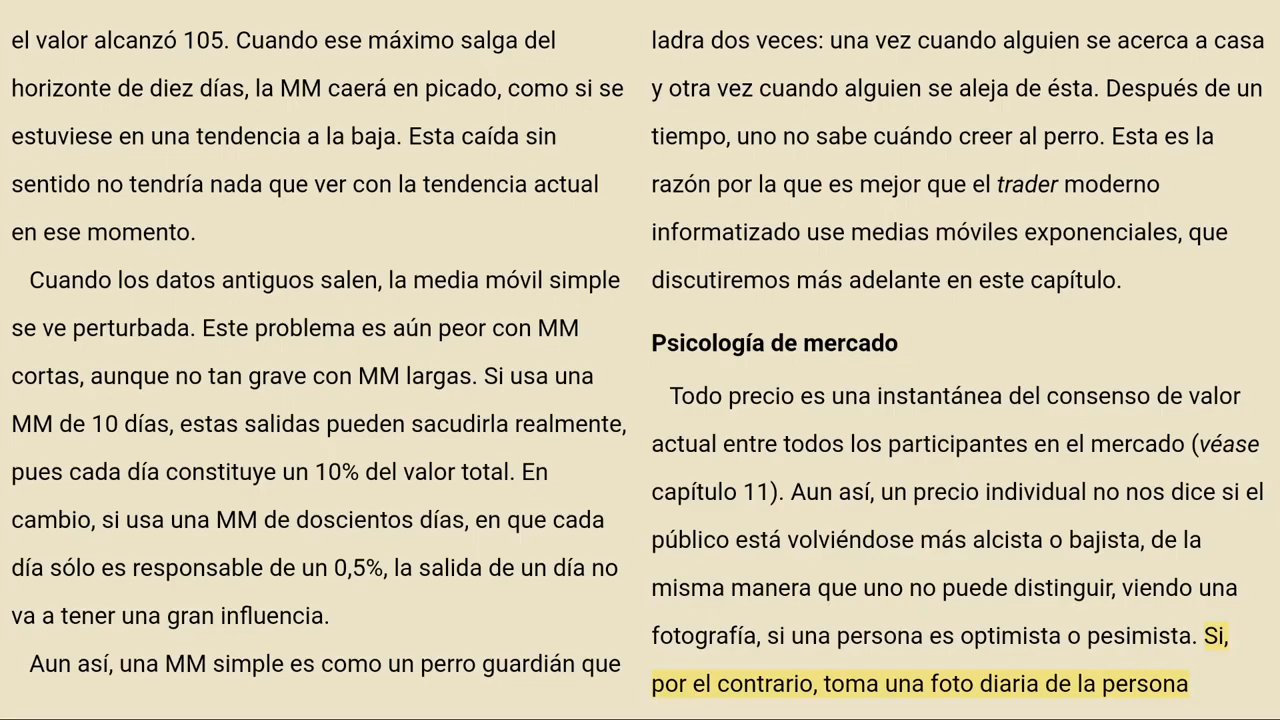 el valor alcanzó 105. Cuando ese máximo salga del
horizonte de diez días, la MM caerá en picado, como si se
estuviese en una tendencia a la baja. Esta caída sin
sentido no tendría nada que ver con la tendencia actual
en ese momento.
Cuando los datos antiguos salen, la media móvil simple
se ve perturbada. Este problema es aún peor con MM
cortas, aunque no tan grave con MM largas. Si usa una
MM de 10 días, estas salidas pueden sacudirla realmente,
pues cada día constituye un 10% del valor total. En
cambio, si usa una MM de doscientos días, en que cada
día sólo es responsable de un 0,5%, la salida de un día no
va a tener una gran influencia.
Aun así, una MM simple es como un perro guardián que
ladra dos veces: una vez cuando alguien se acerca a casa
y otra vez cuando alguien se aleja de ésta. Después de un
tiempo, uno no sabe cuándo creer al perro. Esta es la
razón por la que es mejor que el trader moderno
informatizado use medias móviles exponenciales, que
discutiremos más adelante en este capítulo.
Psicología de mercado
Todo precio es una instantánea del consenso de valor
actual entre todos los participantes en el mercado (véase
capítulo 11). Aun así, un precio individual no nos dice si el
público está volviéndose más alcista o bajista, de la
misma manera que uno no puede distinguir, viendo una
fotografía, si una persona es optimista o pesimista. Si,
por el contrario, toma una foto diaria de la persona